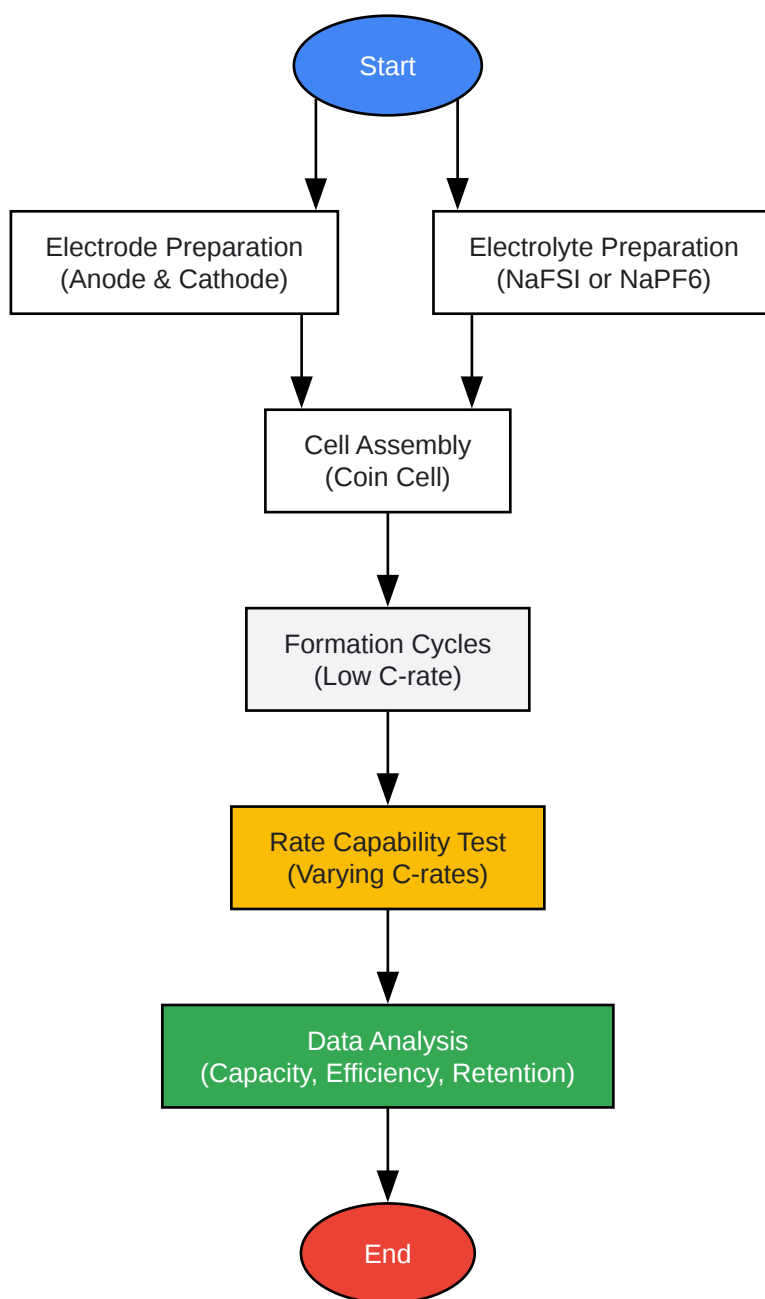 Start
Electrode Preparation
(Anode & Cathode)
Electrolyte Preparation
(NaFSI or NaPF6)
Cell Assembly
(Coin Cell)
Formation Cycles
(Low C-rate)
Rate Capability Test
(Varying C-rates)
Data Analysis
(Capacity, Efficiency, Retention)
End